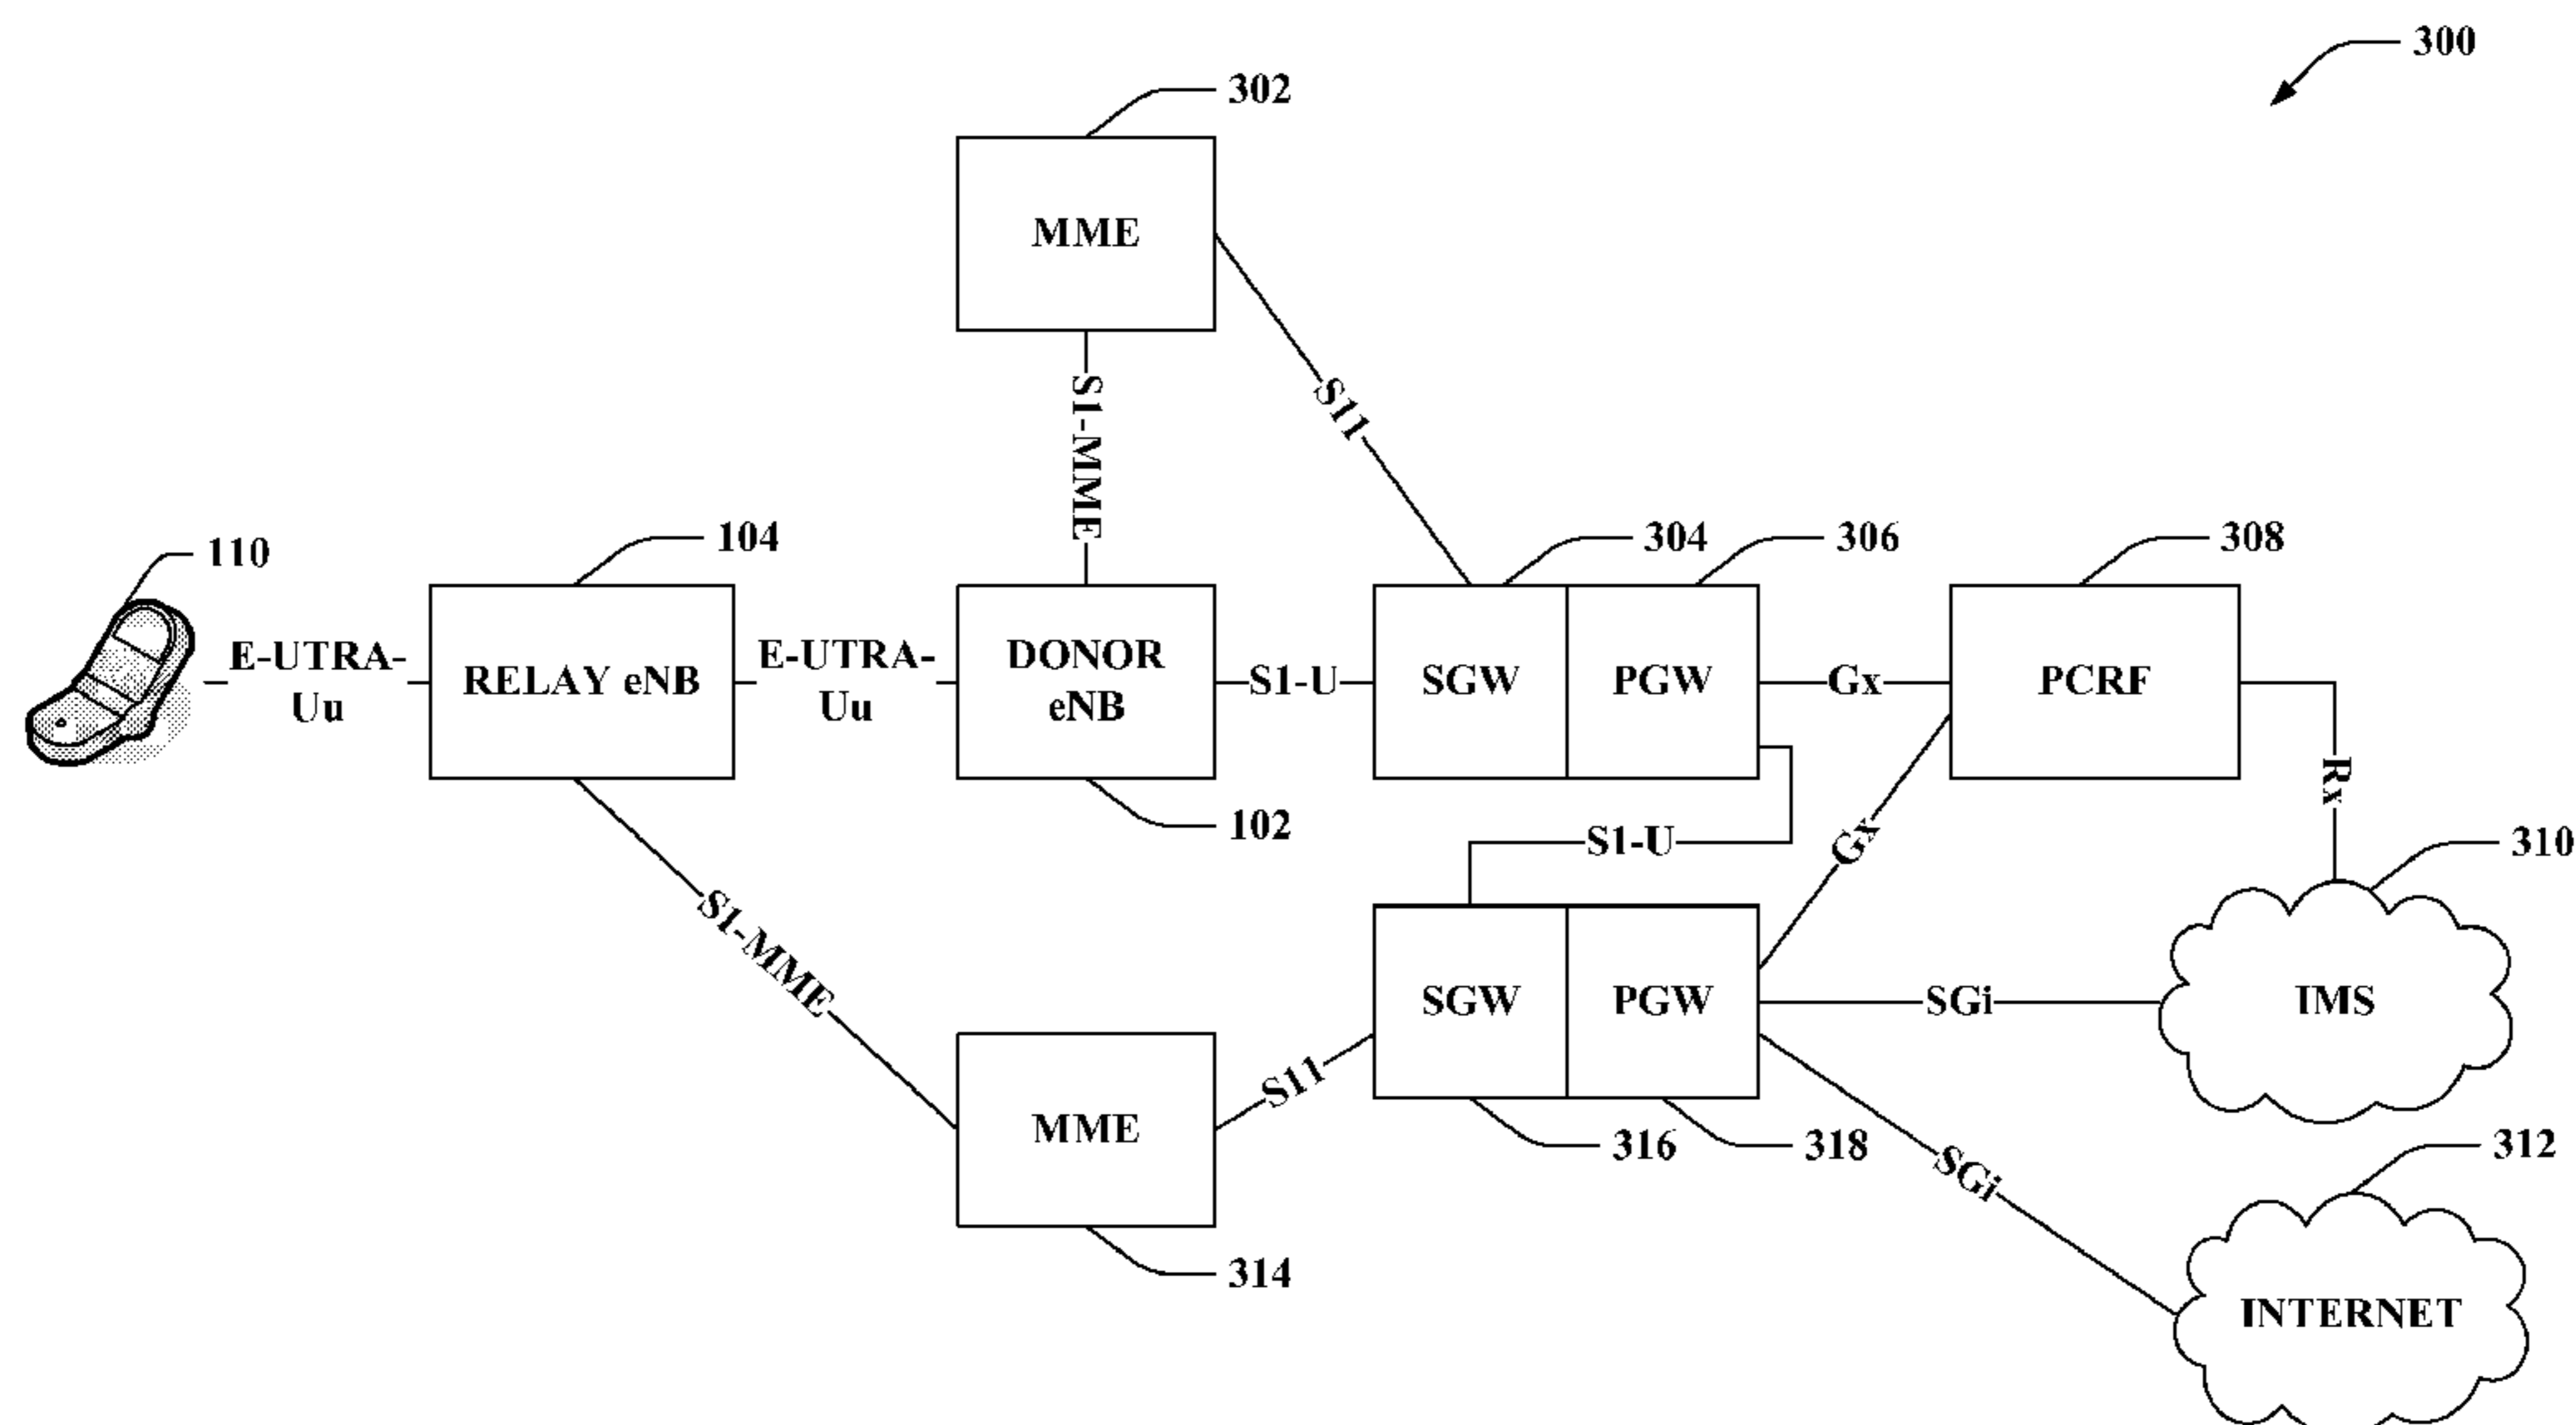 300
302
MME
S1-MME
S11
110
104
304
306
308
E-UTRA-
Uu
RELAY eNB
E-UTRA-
Uu
DONOR
eNB
S1-U
SGW
PGW
Gx
PCRF
Rx
102
S1-U
Gx
310
S1-MME
SGW
PGW
SGi
IMS
MME
S11
316
318
SGi
312
314
INTERNET